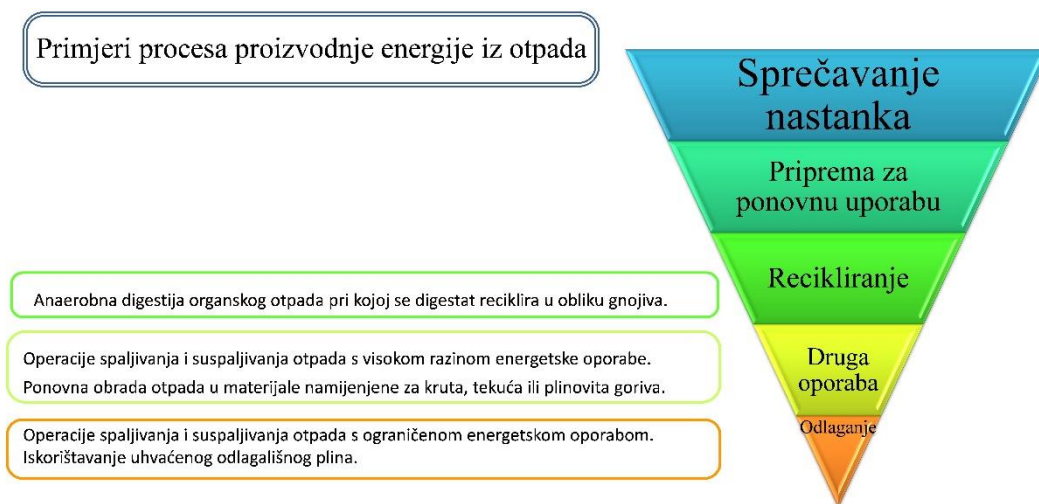 Primjeri procesa proizvodnje energije iz otpada
Sprečavanje
nastanka
Priprema za
ponovnu uporabu
Recikliranje
Anaerobna digestija organskog otpada pri kojoj se digestat reciklira u obliku gnojiva.
Operacije spaljivanja i suspaljivanja otpada s visokom razinom energetske oporabe.
Ponovna obrada otpada u materijale namijenjene za kruta, tekuća ili plinovita goriva.
Druga
oporaba
Operacije spaljivanja i suspaljivanja otpada s ograničenom energetskom oporabom.
Iskorištavanje uhvaćenog odlagališnog plina.
Odlaganje